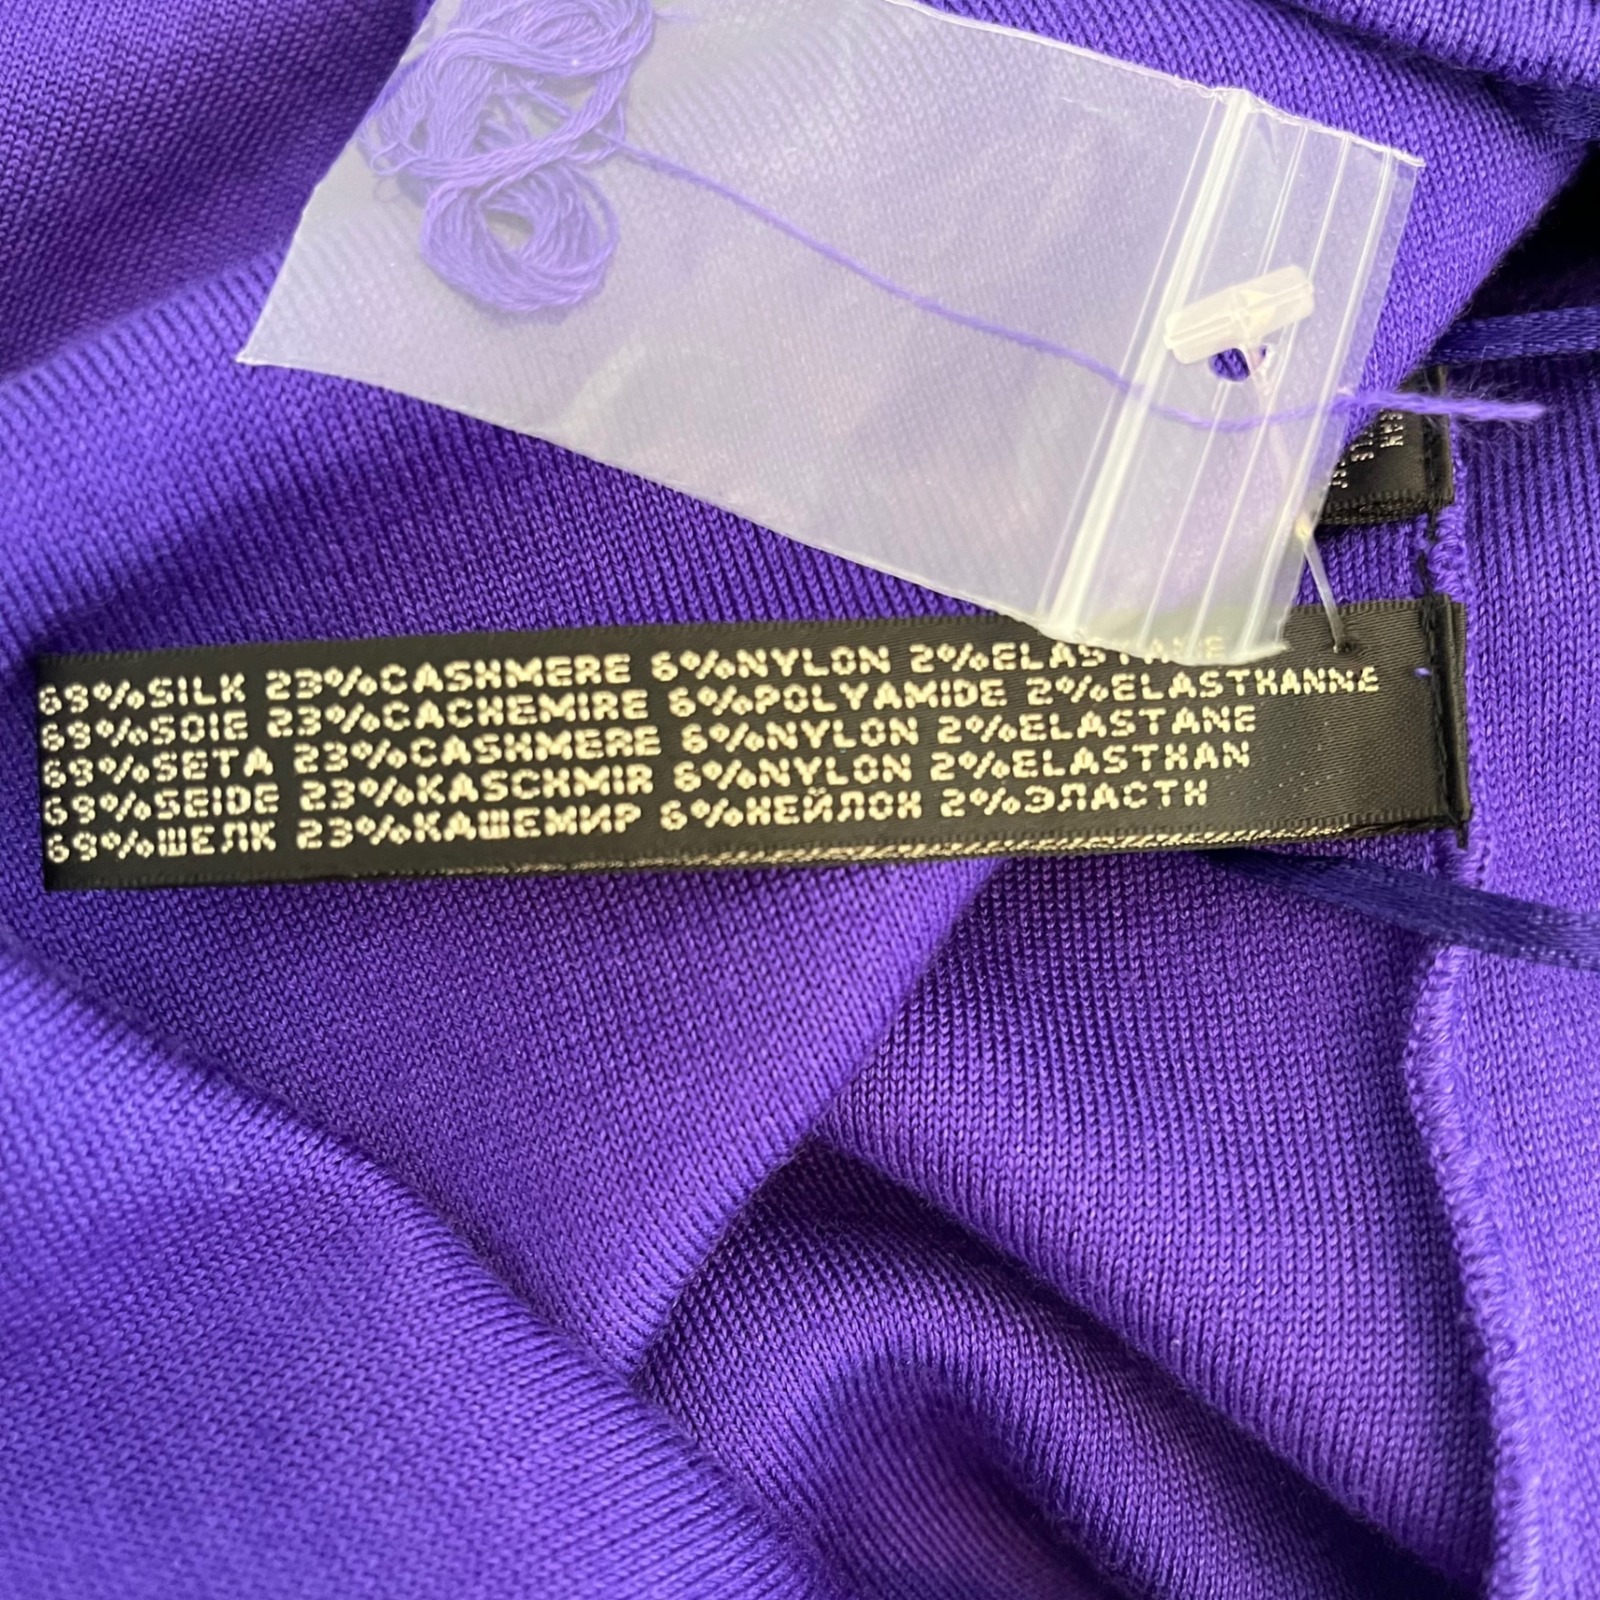 69%SILK 23%CASHMERE 6%NYLON 2%ELASTANE
69%SOIE 23%CACHEMIRE 6%POLYAMIDE 2%ELASTHANNE
69%SETA 23%CASHMERE 6%NYLON 2%ELASTANE
69%SEIDE 23%KASCHMIR 6%NYLON 2%ELASTHAN
69%ШЕЛК 23%КАШЕМИР 6%НЕЙЛОН 2%ЭЛАСТН